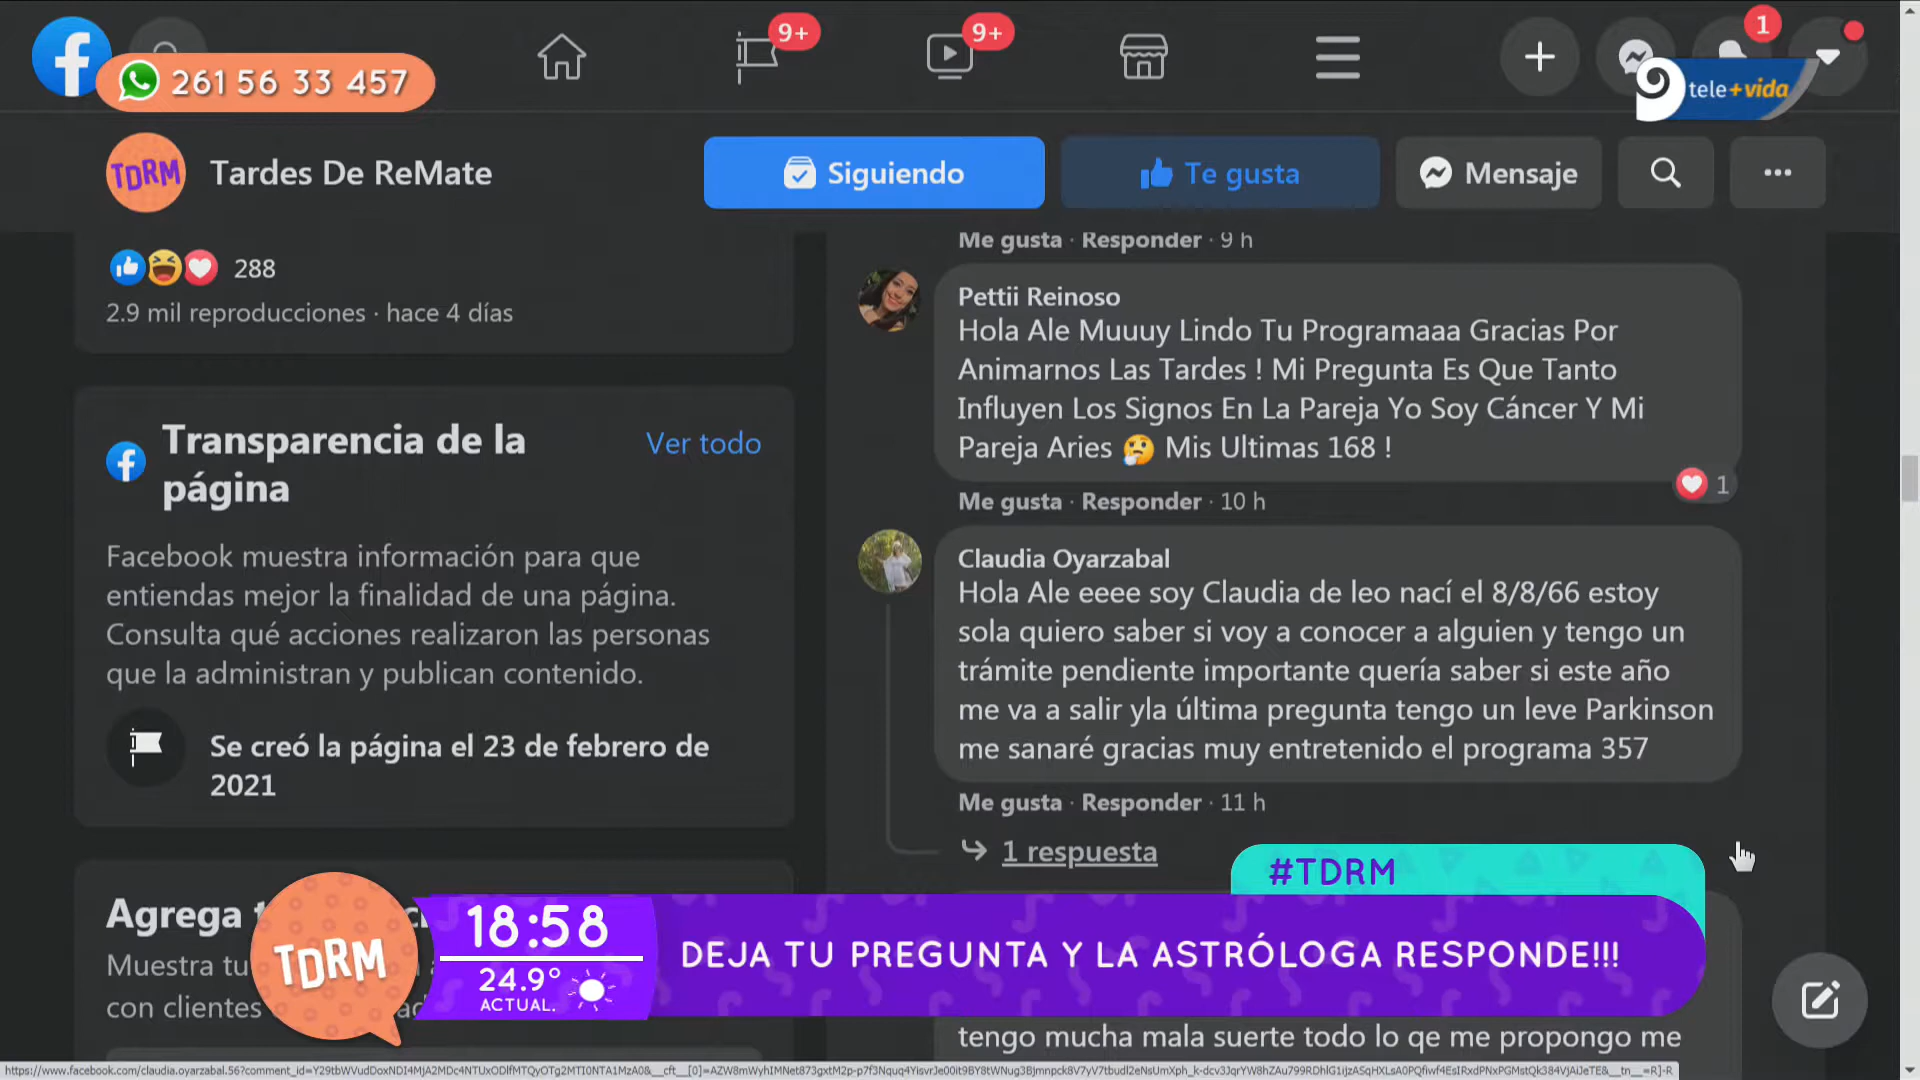 261 56 33 457
9+
9+
1
9 tele+vida
TDRM
Tardes De ReMate
Siguiendo
Te gusta
Mensaje
288
2.9 mil reproducciones · hace 4 días
Transparencia de la
página
Ver todo
Facebook muestra información para que
entiendas mejor la finalidad de una página.
Consulta qué acciones realizaron las personas
que la administran y publican contenido.
Se creó la página el 23 de febrero de
2021
Agrega
Muestra tu
con clientes
Me gusta · Responder · 9 h
Pettii Reinoso
Hola Ale Muuuy Lindo Tu Programaaa Gracias Por
Animarnos Las Tardes ! Mi Pregunta Es Que Tanto
Influyen Los Signos En La Pareja Yo Soy Cáncer Y Mi
Pareja Aries 🤔 Mis Ultimas 168 !
1
Me gusta · Responder · 10 h
Claudia Oyarzabal
Hola Ale eeee soy Claudia de leo nací el 8/8/66 estoy
sola quiero saber si voy a conocer a alguien y tengo un
trámite pendiente importante quería saber si este año
me va a salir yla última pregunta tengo un leve Parkinson
me sanaré gracias muy entretenido el programa 357
Me gusta · Responder · 11 h
1 respuesta
#TDRM
TDRM
18:58
24.9°
ACTUAL.
DEJA TU PREGUNTA Y LA ASTRÓLOGA RESPONDE!!!
tengo mucha mala suerte todo lo qe me propongo me